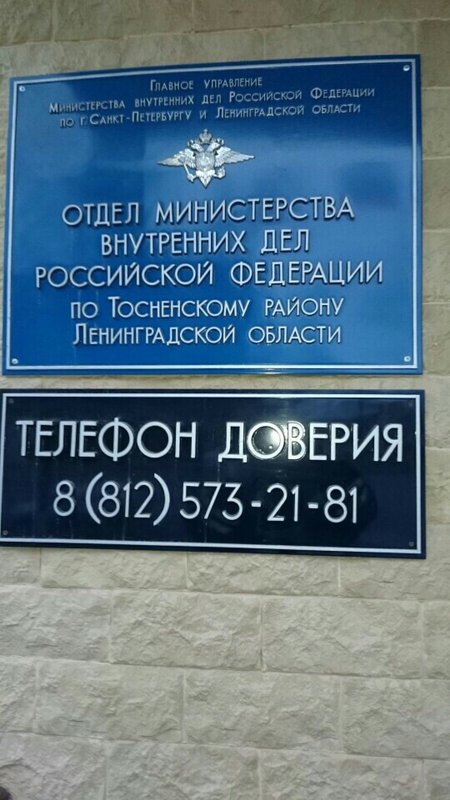 Главное управление
Министерства внутренних дел Российской Федерации
по г. Санкт-Петербургу и Ленинградской области
ОТДЕЛ МИНИСТЕРСТВА
ВНУТРЕННИХ ДЕЛ
РОССИЙСКОЙ ФЕДЕРАЦИИ
по Тосненскому району
Ленинградской области
ТЕЛЕФОН ДОВЕРИЯ
8 (812) 573-21-81